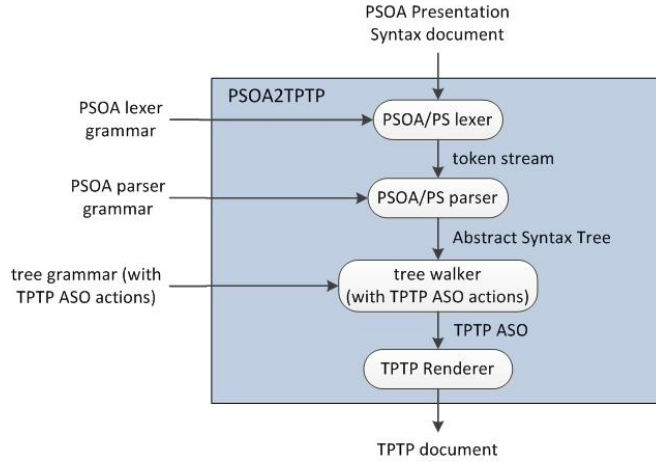 PSOA Presentation
Syntax document
PSOA2TPTP
PSOA lexer
grammar
PSOA/PS lexer
token stream
PSOA parser
grammar
PSOA/PS parser
Abstract Syntax Tree
tree grammar (with
TPTP ASO actions)
tree walker
(with TPTP ASO actions)
TPTP ASO
TPTP Renderer
TPTP document